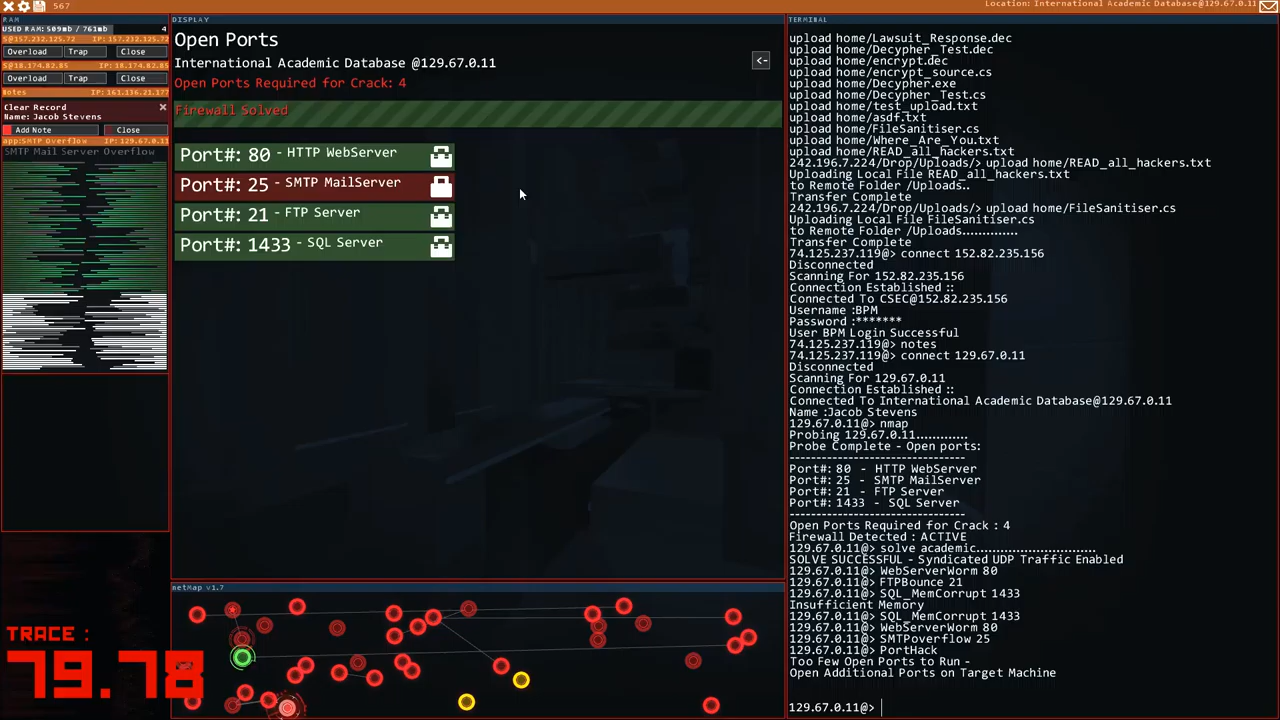 567
Location: International Academic Database@129.67.0.11
RAM
USED RAM: 509mb / 761mb
4
S@157.232.125.72 IP: 157.232.125.72
Overload Trap Close
S@18.174.82.85 IP: 18.174.82.85
Overload Trap Close
Notes IP: 161.136.21.177
Clear Record
Name: Jacob Stevens
Add Note Close
app:SMTP Overflow IP: 129.67.0.11
SMTP Mail Server Overflow
DISPLAY
Open Ports
International Academic Database @129.67.0.11
<-
Open Ports Required for Crack: 4
Firewall Solved
Port#: 80 - HTTP WebServer
Port#: 25 - SMTP MailServer
Port#: 21 - FTP Server
Port#: 1433 - SQL Server
netMap v1.7
TRACE :
79.78
TERMINAL
upload home/Lawsuit_Response.dec
upload home/Decypher_Test.dec
upload home/encrypt.dec
upload home/encrypt_source.cs
upload home/Decypher.exe
upload home/Decypher_Test.cs
upload home/test_upload.txt
upload home/asdf.txt
upload home/FileSanitiser.cs
upload home/Where_Are_You.txt
upload home/READ_all_hackers.txt
242.196.7.224/Drop/Uploads/> upload home/READ_all_hackers.txt
Uploading Local File READ_all_hackers.txt
to Remote Folder /Uploads..
Transfer Complete
242.196.7.224/Drop/Uploads/> upload home/FileSanitiser.cs
Uploading Local File FileSanitiser.cs
to Remote Folder /Uploads..............
Transfer Complete
74.125.237.119@> connect 152.82.235.156
Disconnected
Scanning For 152.82.235.156
Connection Established ::
Connected To CSEC@152.82.235.156
Username :BPM
Password :*******
User BPM Login Successful
74.125.237.119@> notes
74.125.237.119@> connect 129.67.0.11
Disconnected
Scanning For 129.67.0.11
Connection Established ::
Connected To International Academic Database@129.67.0.11
Name :Jacob Stevens
129.67.0.11@> nmap
Probing 129.67.0.11.............
Probe Complete - Open ports:
---------------------------------
Port#: 80 - HTTP WebServer
Port#: 25 - SMTP MailServer
Port#: 21 - FTP Server
Port#: 1433 - SQL Server
---------------------------------
Open Ports Required for Crack : 4
Firewall Detected : ACTIVE
129.67.0.11@> solve academic.............................
SOLVE SUCCESSFUL - Syndicated UDP Traffic Enabled
129.67.0.11@> WebServerWorm 80
129.67.0.11@> FTPBounce 21
129.67.0.11@> SQL_MemCorrupt 1433
Insufficient Memory
129.67.0.11@> SQL_MemCorrupt 1433
129.67.0.11@> WebServerWorm 80
129.67.0.11@> SMTPoverflow 25
129.67.0.11@> PortHack
Too Few Open Ports to Run -
Open Additional Ports on Target Machine
129.67.0.11@>